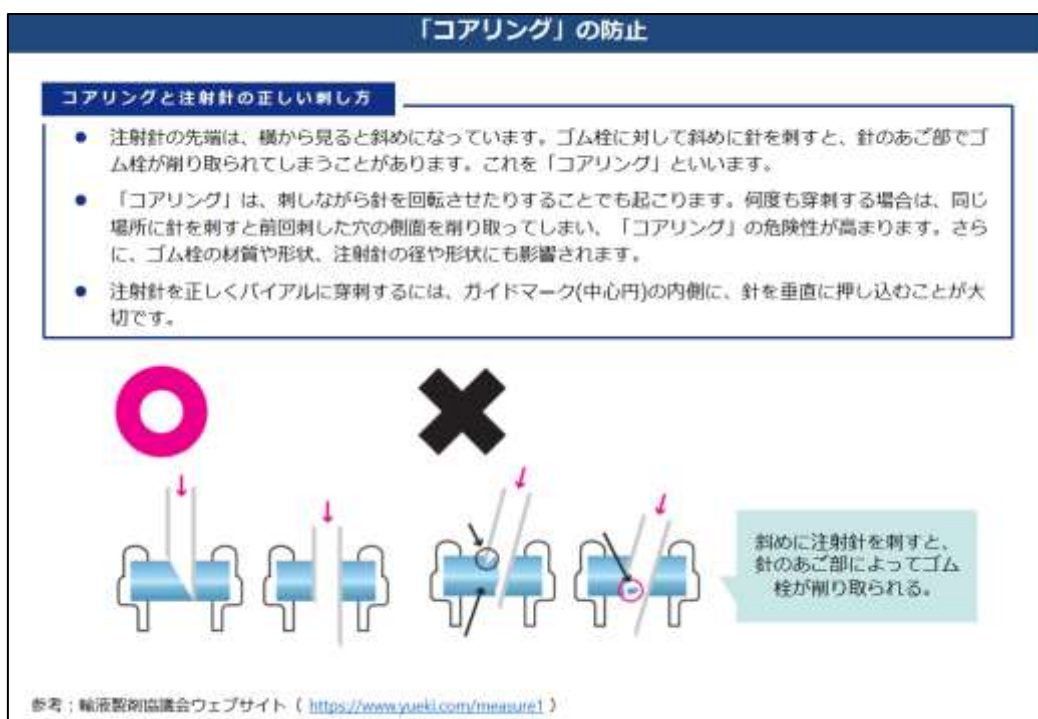 「コアリング」の防止
コアリングと注射針の正しい刺し方
● 注射針の先端は、横から見ると斜めになっています。ゴム栓に対して斜めに針を刺すと、針のあご部でゴ
ム栓が削り取られてしまうことがあります。これを「コアリング」といいます。
● 「コアリング」は、刺しながら針を回転させたりすることでも起こります。何度も穿刺する場合は、同じ
場所に針を刺すと前回刺した穴の側面を削り取ってしまい、「コアリング」の危険性が高まります。さら
に、ゴム栓の材質や形状、注射針の径や形状にも影響されます。
● 注射針を正しくバイアルに穿刺するには、ガイドマーク(中心円)の内側に、針を垂直に押し込むことが大
切です。
斜めに注射針を刺すと、
針のあご部によってゴム
栓が削り取られる。
参考；輸液製剤協議会ウェブサイト（ https://www.yueki.com/measure1 ）